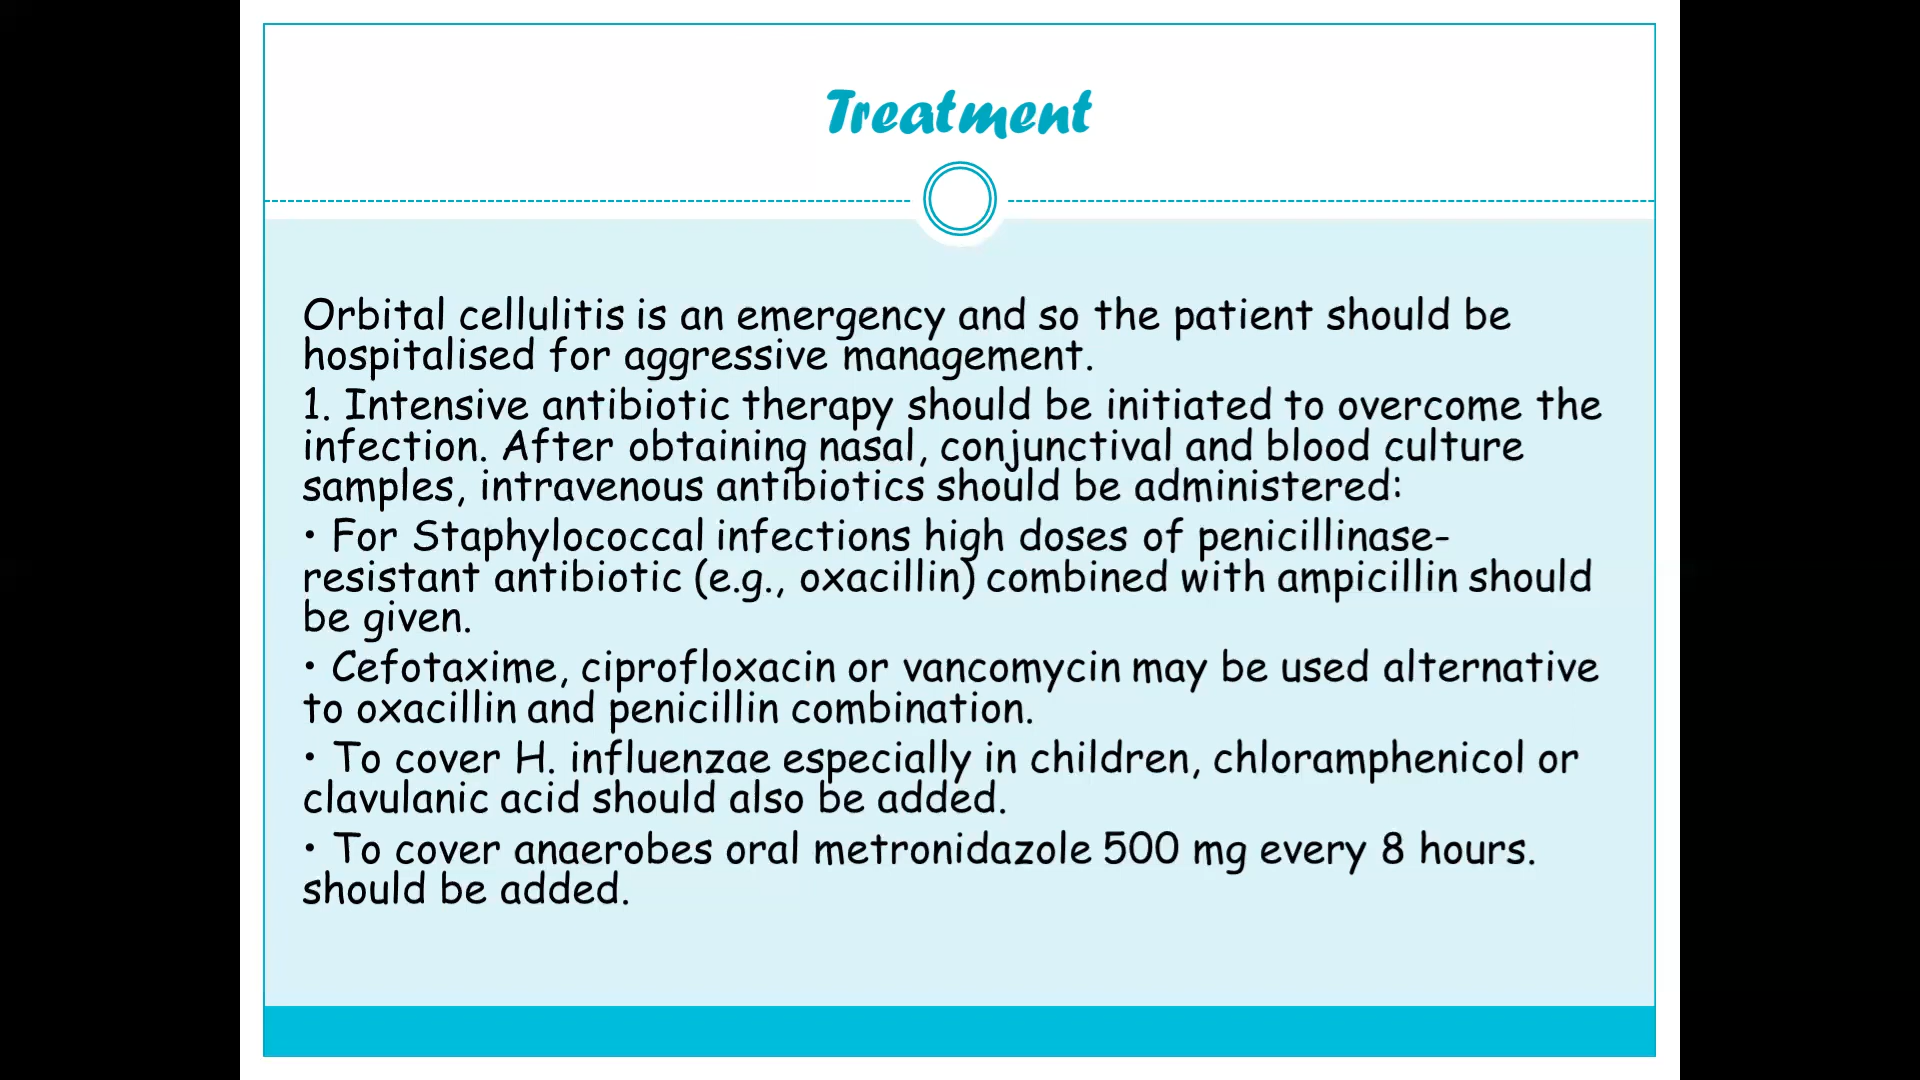 Treatment
Orbital cellulitis is an emergency and so the patient should be
hospitalised for aggressive management.
1. Intensive antibiotic therapy should be initiated to overcome the
infection. After obtaining nasal, conjunctival and blood culture
samples, intravenous antibiotics should be administered:
• For Staphylococcal infections high doses of penicillinase-
resistant antibiotic (e.g., oxacillin) combined with ampicillin should
be given.
• Cefotaxime, ciprofloxacin or vancomycin may be used alternative
to oxacillin and penicillin combination.
• To cover H. influenzae especially in children, chloramphenicol or
clavulanic acid should also be added.
• To cover anaerobes oral metronidazole 500 mg every 8 hours.
should be added.